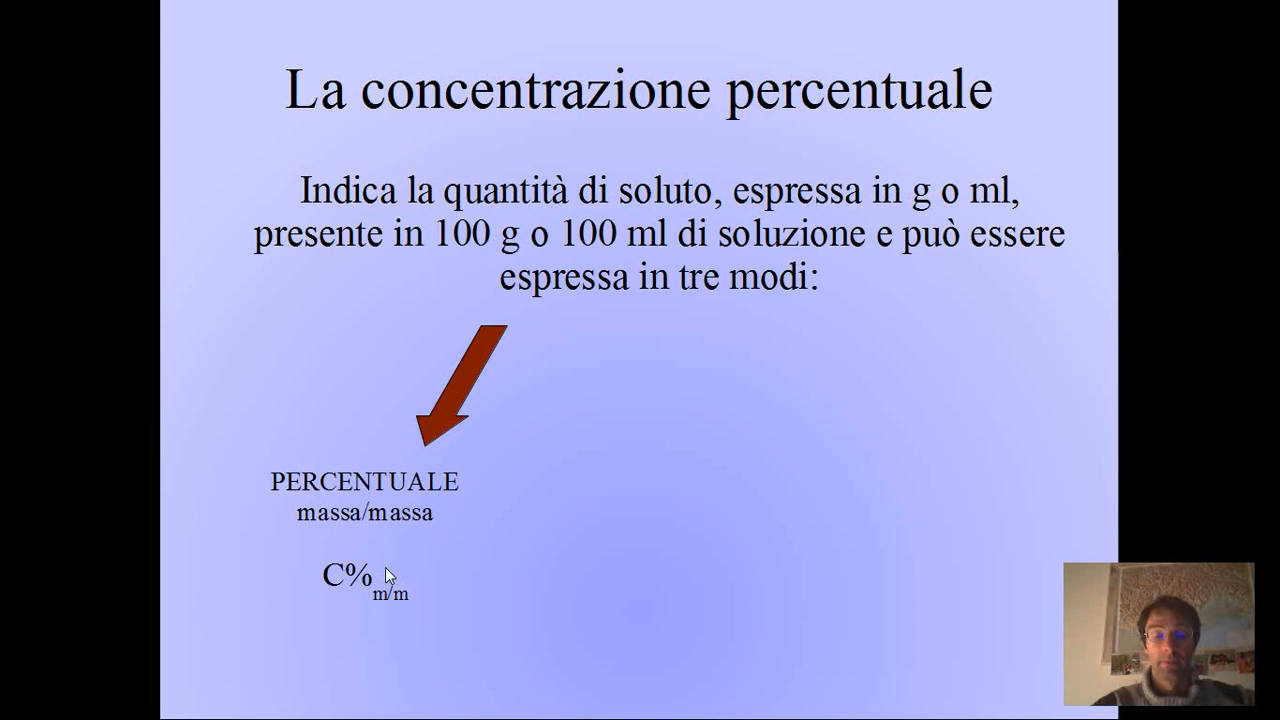 La concentrazione percentuale
Indica la quantità di soluto, espressa in g o ml,
presente in 100 g o 100 ml di soluzione e può essere
espressa in tre modi:
PERCENTUALE
massa/massa
C%m/m